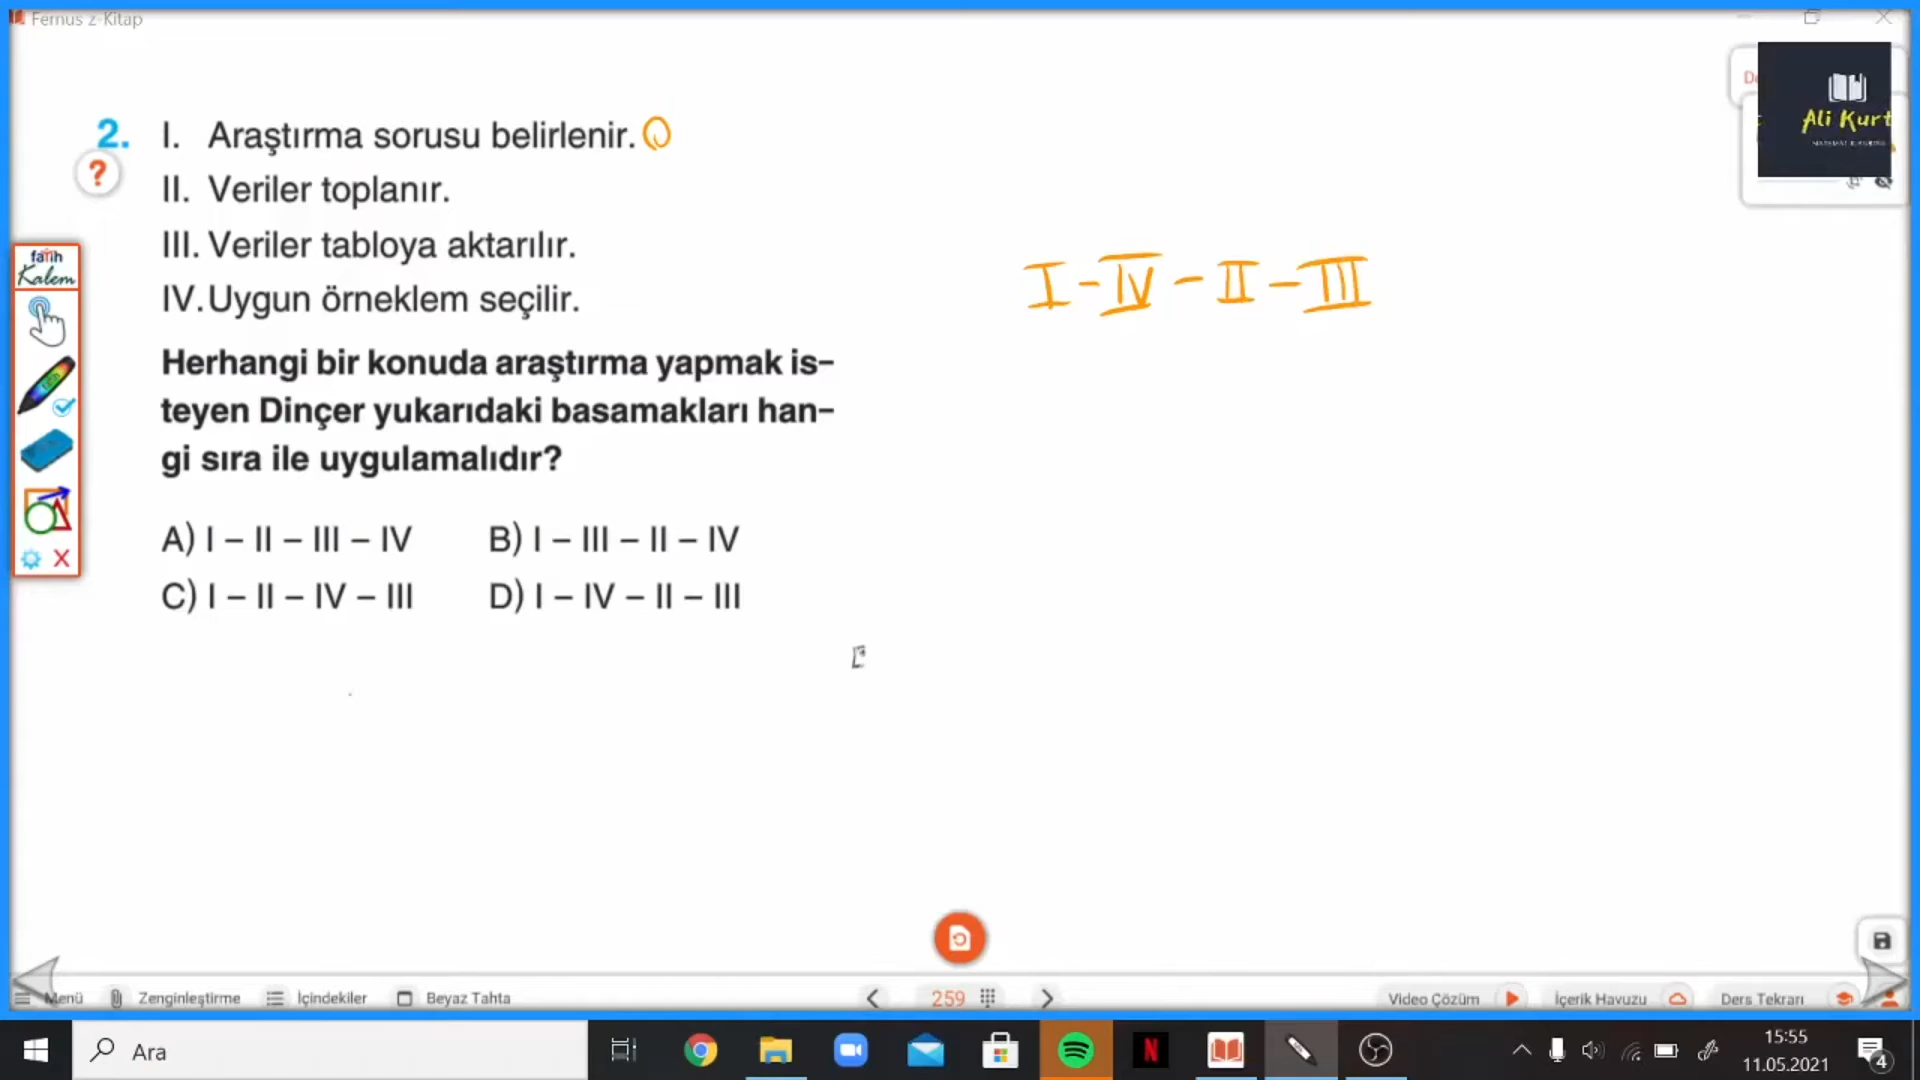 Fernus z-Kitap
Ali Kurt
2. I. Araştırma sorusu belirlenir.
?
II. Veriler toplanır.
III. Veriler tabloya aktarılır.
IV. Uygun örneklem seçilir.
I - IV - II - III
fatih
Kalem
Herhangi bir konuda araştırma yapmak is-
teyen Dinçer yukarıdaki basamakları han-
gi sıra ile uygulamalıdır?
A) I – II – III – IV B) I – III – II – IV
C) I – II – IV – III D) I – IV – II – III
Menü Zenginleştirme İçindekiler Beyaz Tahta 259 Video Çözüm İçerik Havuzu Ders Tekrarı
Ara
15:55
11.05.2021
4